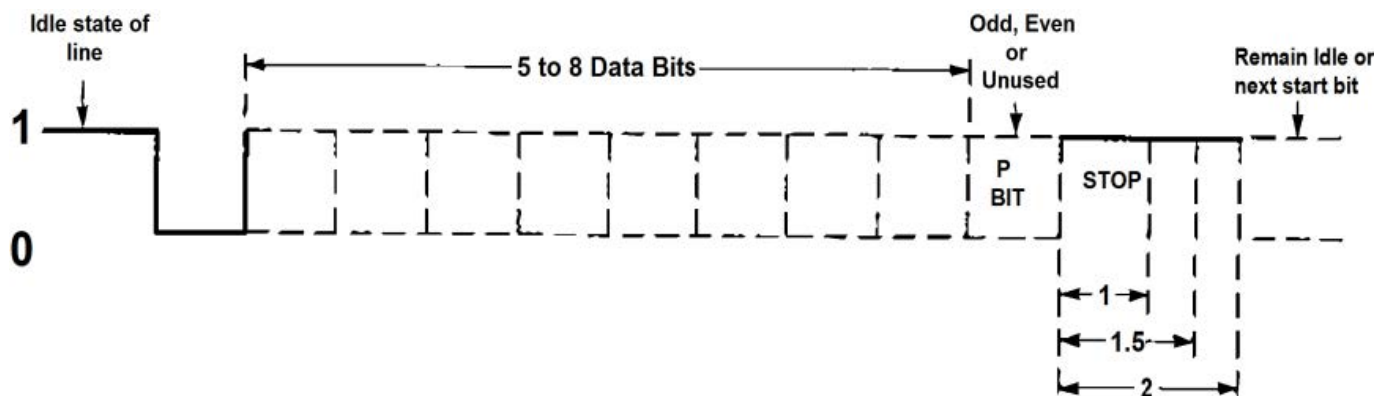 Idle state of
line
5 to 8 Data Bits
Odd, Even
or
Unused
Remain Idle or
next start bit
1
0
P
BIT
STOP
1
1.5
2